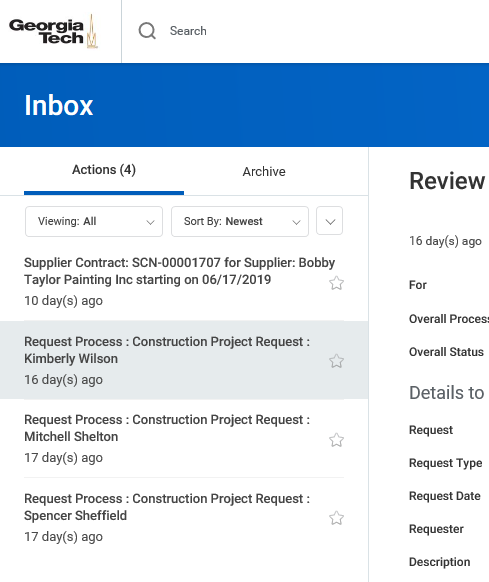 Georgia
Tech
Search
Inbox
Actions (4)
Archive
Viewing: All
Sort By: Newest
Supplier Contract: SCN-00001707 for Supplier: Bobby
Taylor Painting Inc starting on 06/17/2019
10 day(s) ago
Request Process : Construction Project Request :
Kimberly Wilson
16 day(s) ago
Request Process : Construction Project Request :
Mitchell Shelton
17 day(s) ago
Request Process : Construction Project Request :
Spencer Sheffield
17 day(s) ago
Review
16 day(s) ago
For
Overall Process
Overall Status
Details to
Request
Request Type
Request Date
Requester
Description